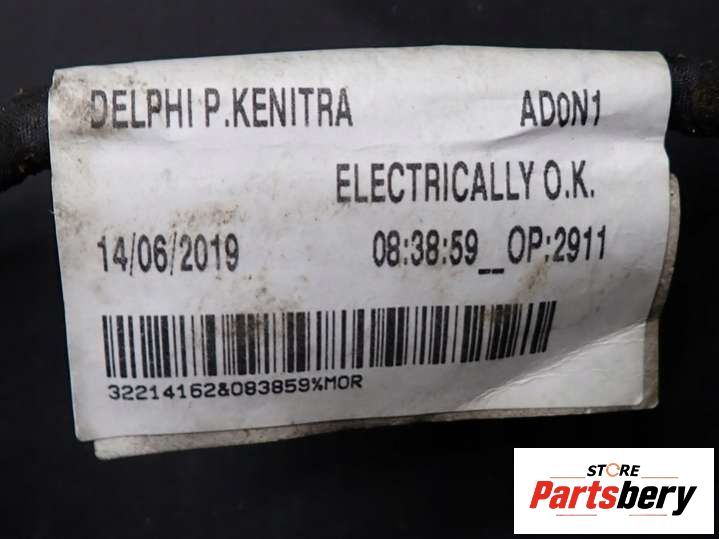 DELPHI P.KENITRA AD0N1
ELECTRICALLY O.K.
14/06/2019 08:38:59__OP:2911
32214162&083859%MOR
STORE
Partsbery